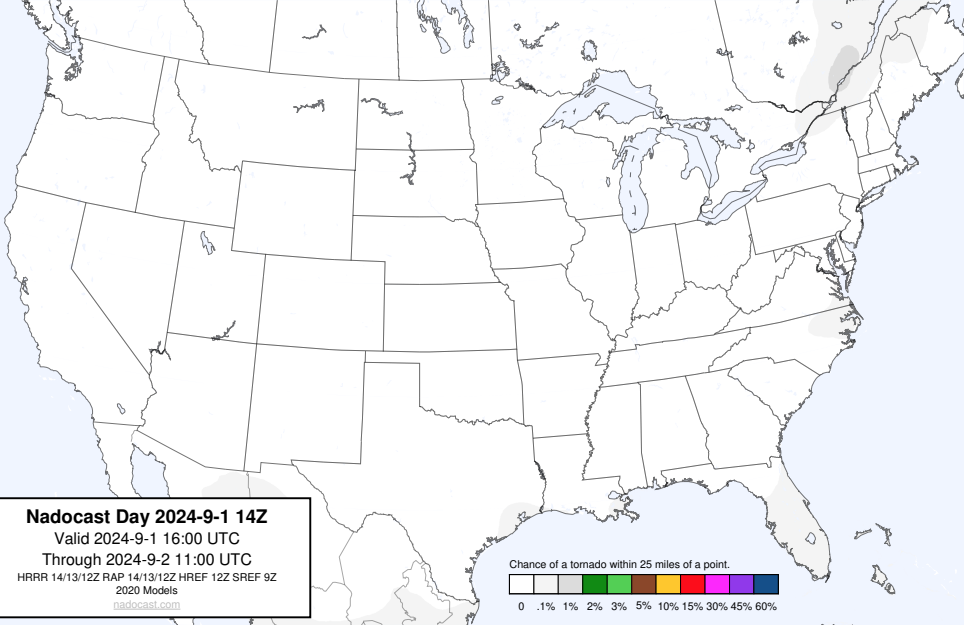 Nadocast Day 2024-9-1 14Z
Valid 2024-9-1 16:00 UTC
Through 2024-9-2 11:00 UTC
HRRR 14/13/12Z RAP 14/13/12Z HREF 12Z SREF 9Z
2020 Models
nadocast.com
Chance of a tornado within 25 miles of a point.
0 .1% 1% 2% 3% 5% 10% 15% 30% 45% 60%